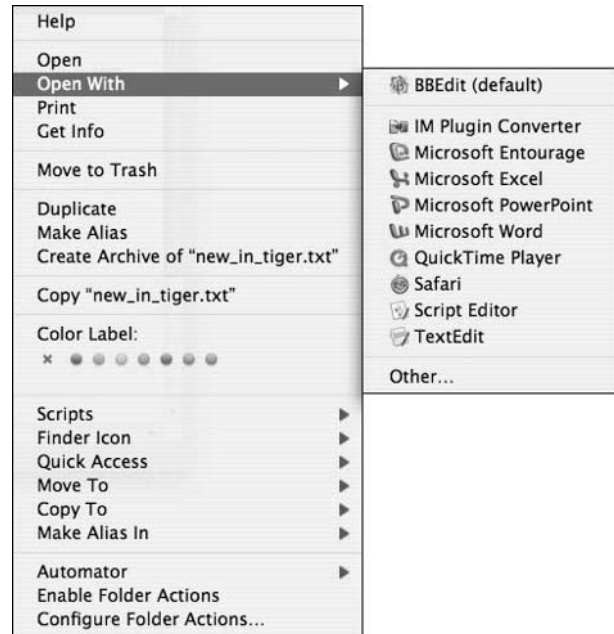 Help
Open
Open With
Print
Get Info
Move to Trash
Duplicate
Make Alias
Create Archive of “new_in_tiger.txt”
Copy “new_in_tiger.txt”
Color Label:
Scripts
Finder Icon
Quick Access
Move To
Copy To
Make Alias In
Automator
Enable Folder Actions
Configure Folder Actions...
BBEdit (default)
IM Plugin Converter
Microsoft Entourage
Microsoft Excel
Microsoft PowerPoint
Microsoft Word
QuickTime Player
Safari
Script Editor
TextEdit
Other...